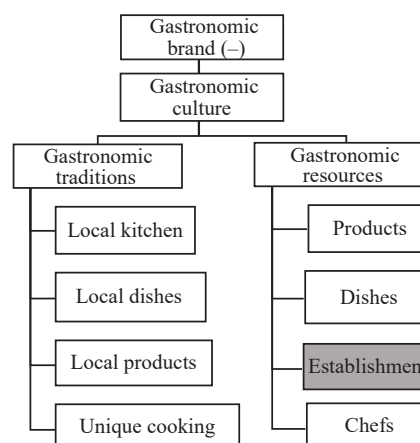 Gastronomic
brand (–)
Gastronomic
culture
Gastronomic
traditions
Gastronomic
resources
Local kitchen
Products
Local dishes
Dishes
Local products
Establishmen
Unique cooking
Chefs